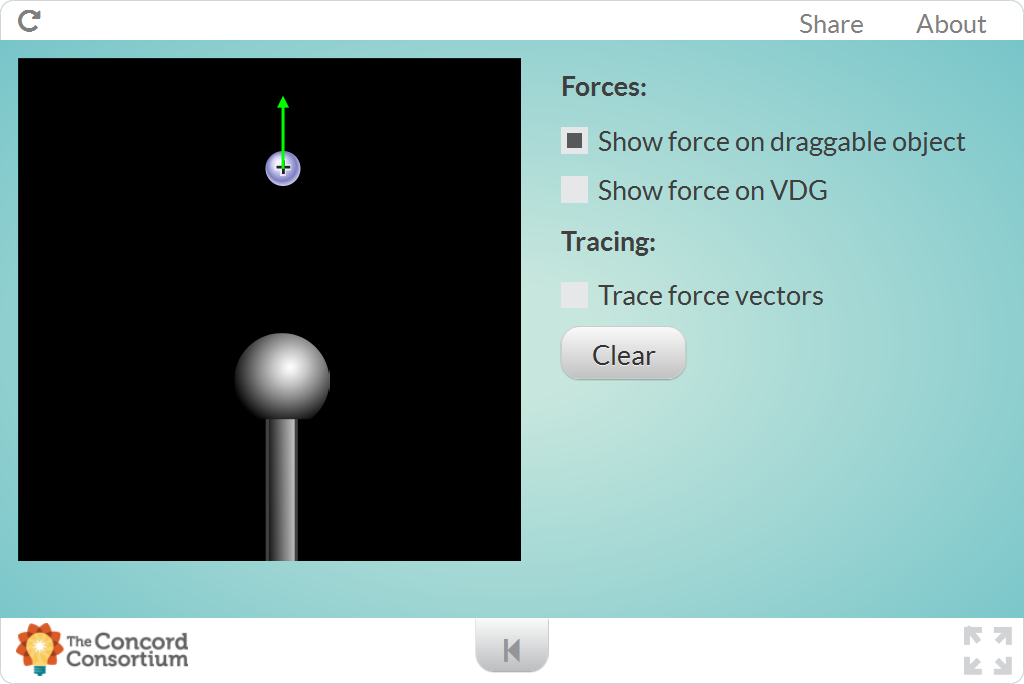 Share About
Forces:
Show force on draggable object
Show force on VDG
Tracing:
Trace force vectors
Clear
+
The Concord
Consortium